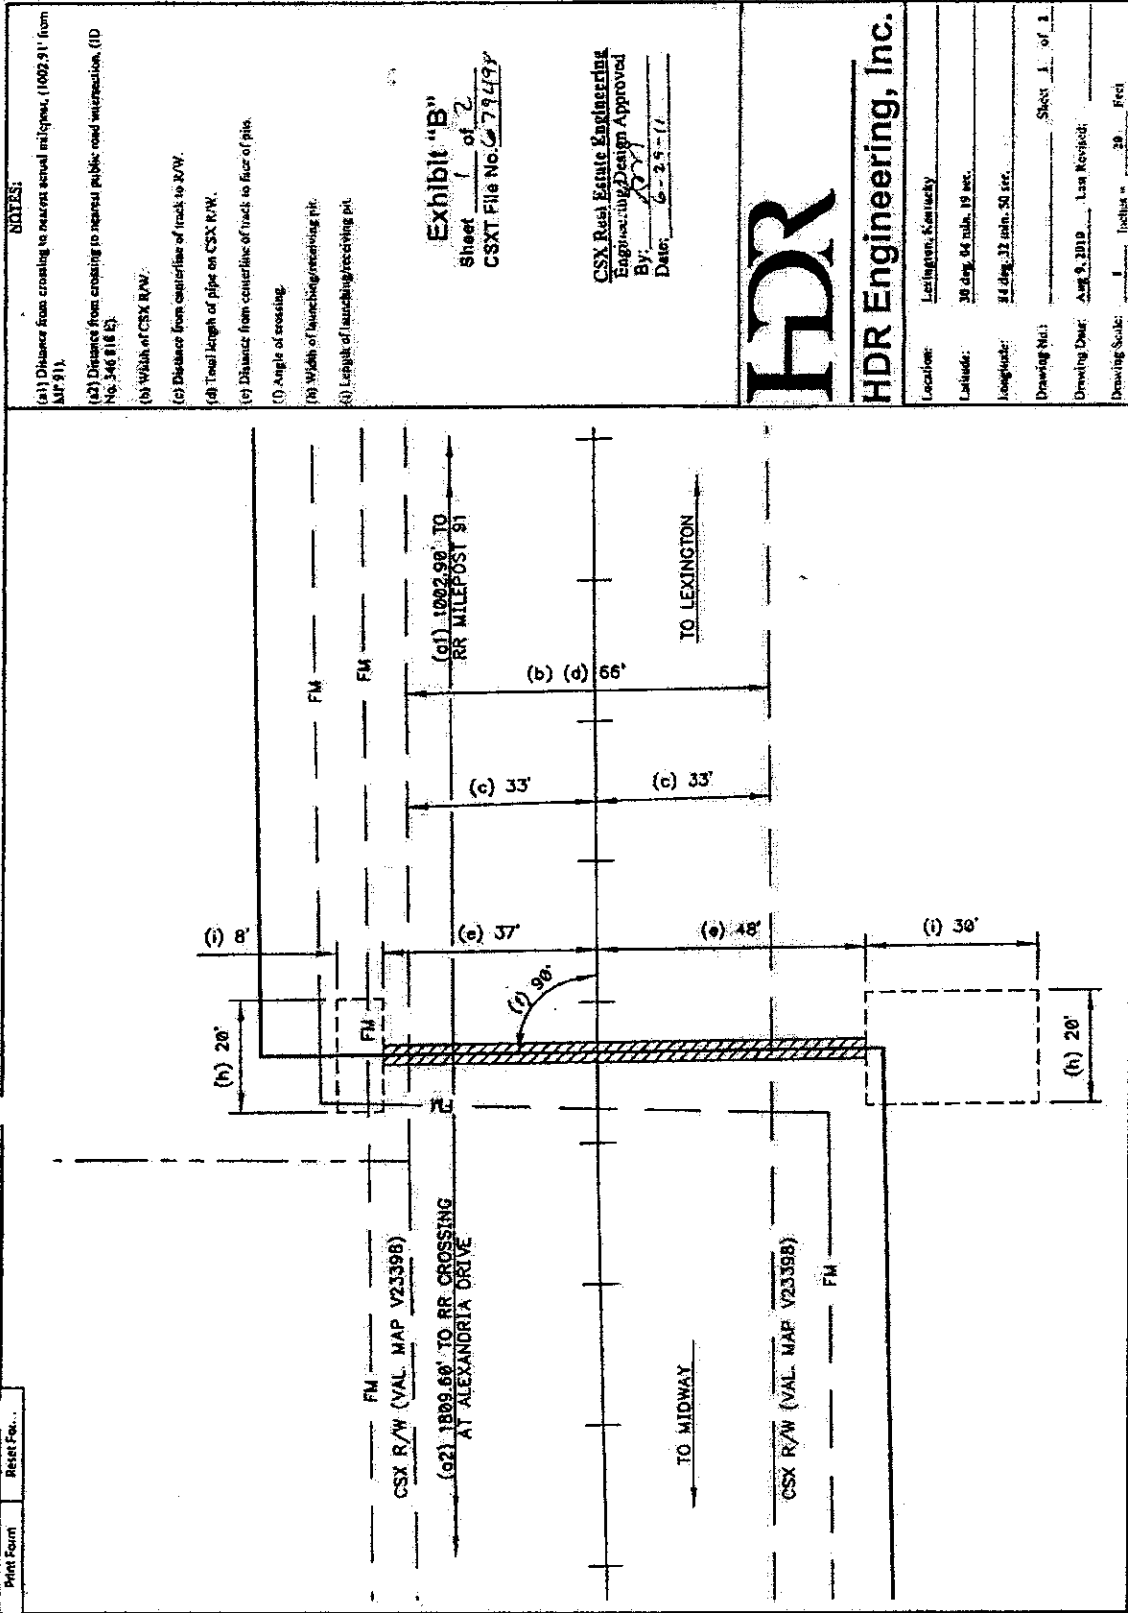 Print Form
Reset For...
NOTES:
(a1) Distance from crossing to nearest actual milepost, (1002.91' from
MP 91).
(a2) Distance from crossing to nearest public road intersection, (ID
No. 346 816 E).
(b) Width of CSX R/W.
(c) Distance from centerline of track to R/W.
(d) Total length of pipe on CSX R/W.
(e) Distance from centerline of track to face of pits.
(f) Angle of crossing.
(h) Width of launching/receiving pit.
(i) Length of launching/receiving pit.
Exhibit "B"
Sheet 1 of 2
CSXT File No.
CSX Real Estate Engineering
Engineering Design Approved
By:
Date: 6-29-11
HDR
HDR Engineering, Inc.
Location: Lexington, Kentucky
Latitude: 38 deg. 04 min. 19 sec.
Longitude: 84 deg. 32 min. 50 sec.
Drawing No.: Sheet 1 of 2
Drawing Date: Aug 9, 2010 Last Revised:
Drawing Scale: 1 Inches = 20 Feet
FM
FM
(a1) 1002.90' TO
RR MILEPOST 91
TO LEXINGTON
(b) (d) 66'
(c) 33'
(c) 33'
(i) 8'
(e) 37'
(e) 48'
(i) 30'
(h) 20'
FM
(f) 90°
(h) 20'
FM
FM
CSX R/W (VAL. MAP V23398)
(a2) 1809.60' TO RR CROSSING
AT ALEXANDRIA DRIVE
TO MIDWAY
CSX R/W (VAL. MAP V23398)
FM